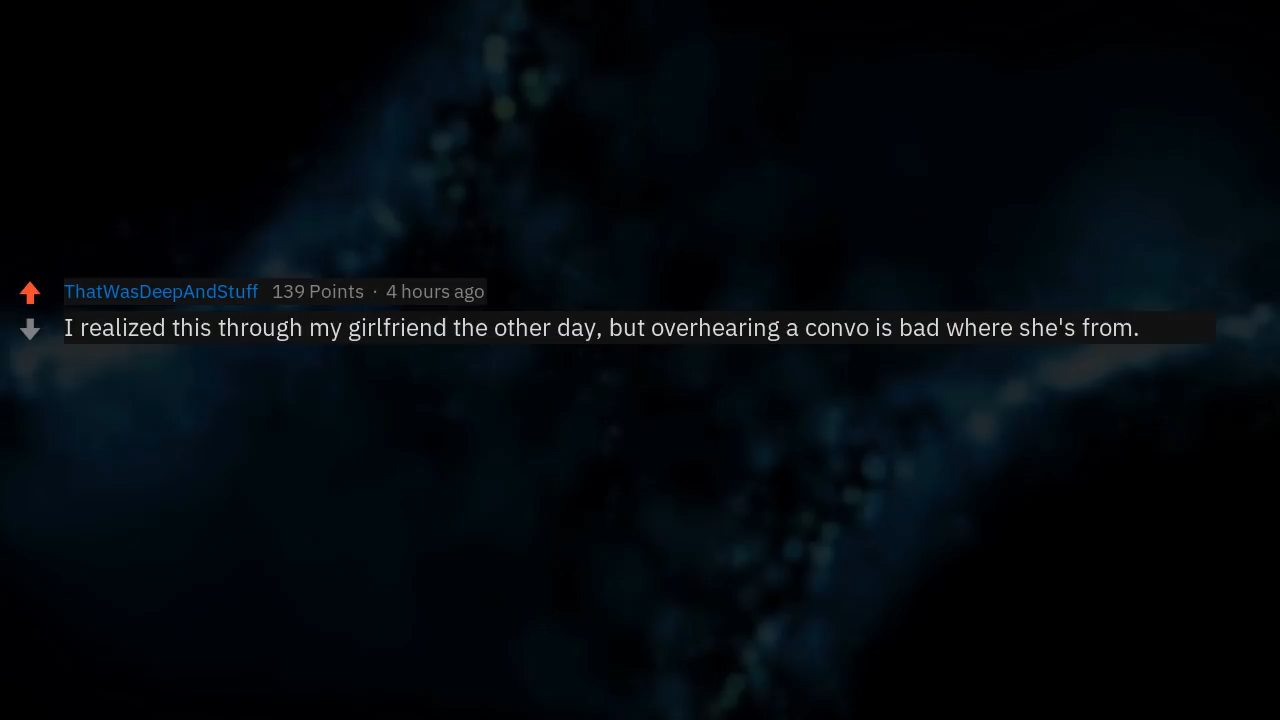 ThatWasDeepAndStuff 139 Points · 4 hours ago
I realized this through my girlfriend the other day, but overhearing a convo is bad where she's from.